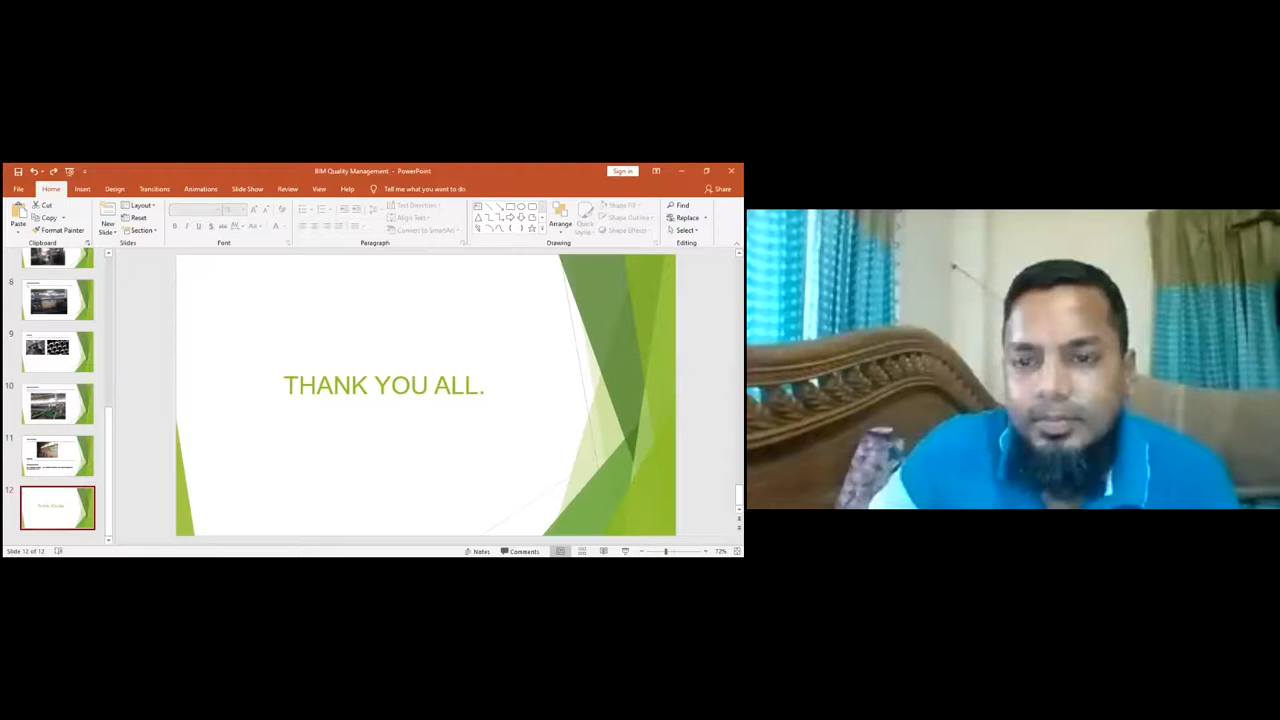 BIM Quality Management - PowerPoint
Sign in
File Home Insert Design Transitions Animations Slide Show Review View Help Tell me what you want to do Share
Paste
Cut
Copy
Format Painter
Clipboard
New Slide
Layout
Reset
Section
Slides
Font
Text Direction
Align Text
Convert to SmartArt
Paragraph
Arrange
Quick Styles
Shape Fill
Shape Outline
Shape Effects
Drawing
Find
Replace
Select
Editing
8
9
10
11
12
THANK YOU ALL.
Slide 12 of 12
Notes
Comments
72%